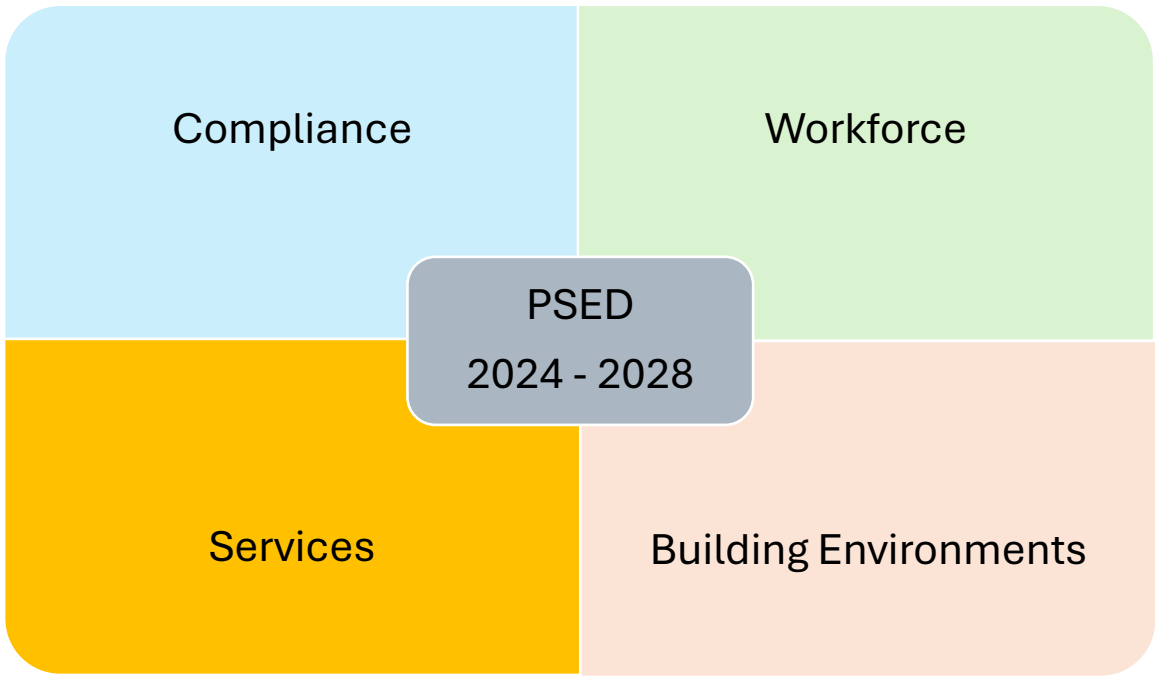 Compliance
Workforce
PSED
2024 - 2028
Services
Building Environments